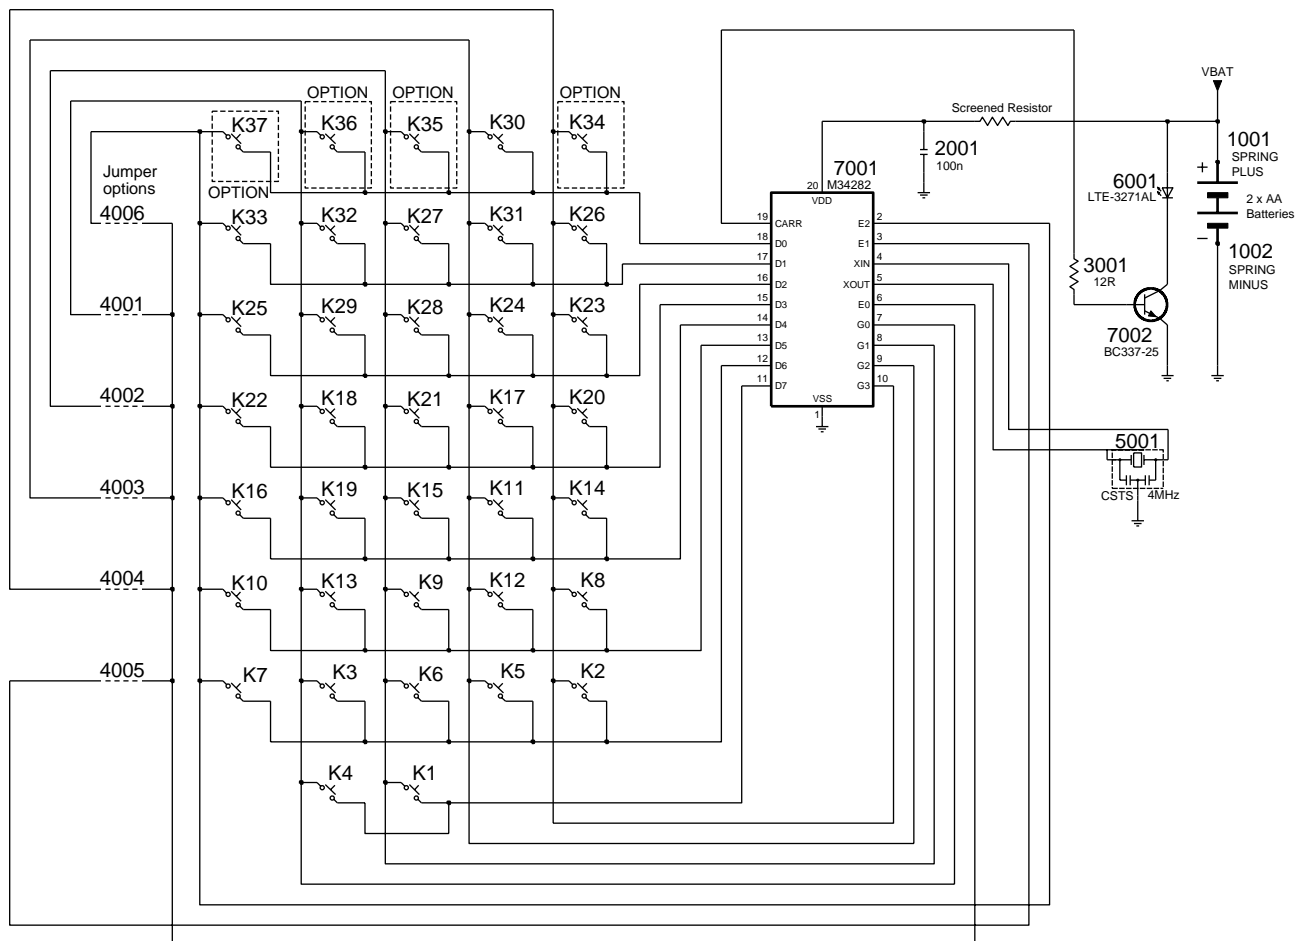 VBAT
OPTION
OPTION
OPTION
Screened Resistor
K37
K36
K35
K30
K34
2001
100n
1001
SPRING
PLUS
+
2 x AA
Batteries
−
1002
SPRING
MINUS
Jumper
options
OPTION
7001
M34282
20
VDD
6001
LTE-3271AL
4006
K33
K32
K27
K31
K26
19 CARR E2 2
18 D0 E1 3
17 D1 XIN 4
16 D2 XOUT 5
15 D3 E0 6
14 D4 G0 7
13 D5 G1 8
12 D6 G2 9
11 D7 G3 10
VSS
1
3001
12R
7002
BC337-25
4001
K25
K29
K28
K24
K23
4002
K22
K18
K21
K17
K20
5001
CSTS
4MHz
4003
K16
K19
K15
K11
K14
4004
K10
K13
K9
K12
K8
4005
K7
K3
K6
K5
K2
K4
K1